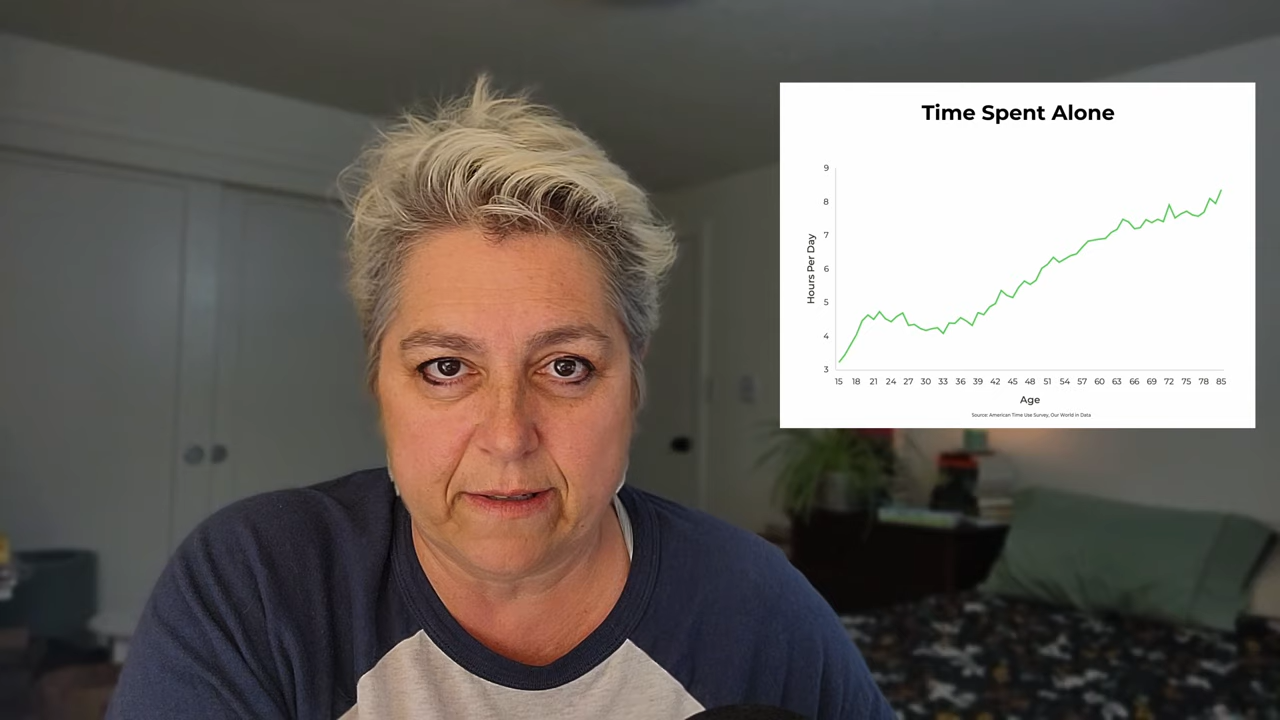 Time Spent Alone
9
8
7
6
5
4
3
Hours Per Day
15 18 21 24 27 30 33 36 39 42 45 48 51 54 57 60 63 66 69 72 75 78 85
Age
Source: American Time Use Survey, Our World in Data